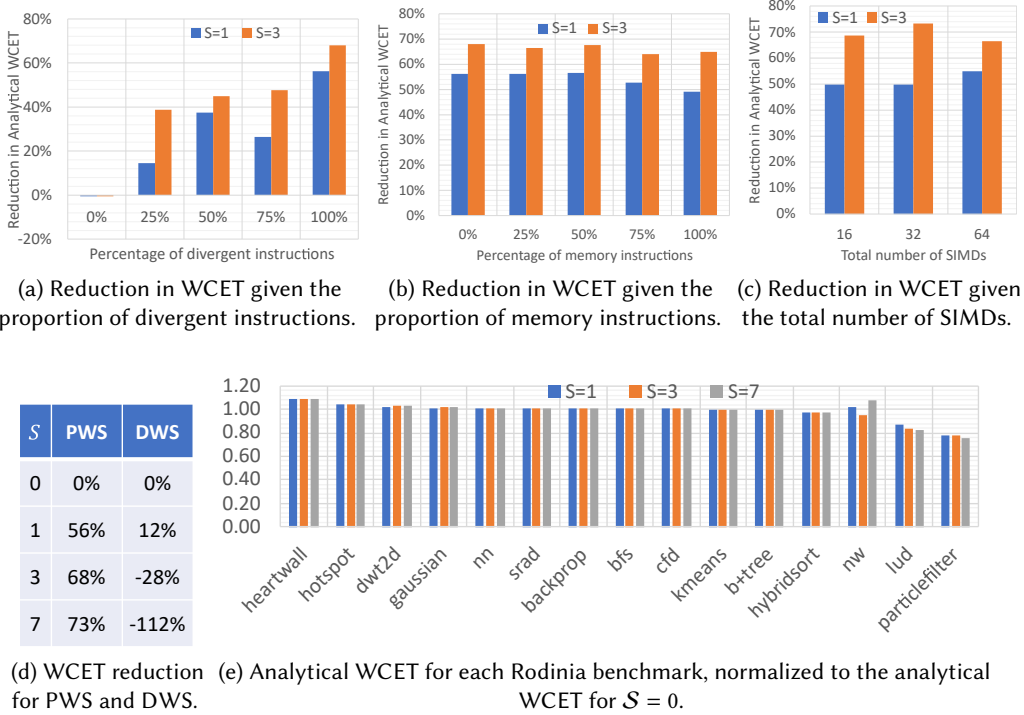 Reduction in Analytical WCET
80%
60%
40%
20%
0%
-20%
S=1 S=3
0% 25% 50% 75% 100%
Percentage of divergent instructions
(a) Reduction in WCET given the
proportion of divergent instructions.
Reduction in Analytical WCET
80%
70%
60%
50%
40%
30%
20%
10%
0%
S=1 S=3
0% 25% 50% 75% 100%
Percentage of memory instructions
(b) Reduction in WCET given the
proportion of memory instructions.
Reduction in Analytical WCET
80%
70%
60%
50%
40%
30%
20%
10%
0%
S=1 S=3
16 32 64
Total number of SIMDs
(c) Reduction in WCET given
the total number of SIMDs.
S PWS DWS
0 0% 0%
1 56% 12%
3 68% -28%
7 73% -112%
(d) WCET reduction
for PWS and DWS.
1.20
1.00
0.80
0.60
0.40
0.20
0.00
S=1 S=3 S=7
heartwall
hotspot
dwt2d
gaussian
nn
srad
backprop
bfs
cfd
kmeans
b+tree
hybridsort
nw
lud
particlefilter
(e) Analytical WCET for each Rodinia benchmark, normalized to the analytical
WCET for S = 0.